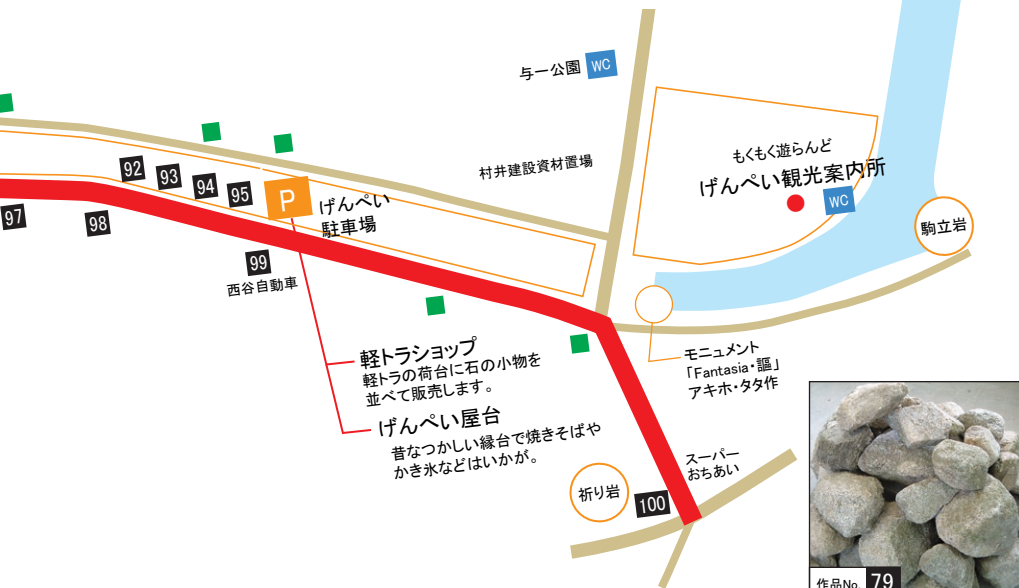 与一公園 WC
村井建設資材置場
もくもく遊らんど
げんぺい観光案内所
WC
駒立岩
92
93
94
95
P
げんぺい
駐車場
97
98
99
西谷自動車
軽トラショップ
軽トラの荷台に石の小物を
並べて販売します。
げんぺい屋台
昔なつかしい縁台で焼きそばや
かき氷などはいかが。
モニュメント
「Fantasia・謳」
アキホ・タタ作
スーパー
おちあい
祈り岩
100
作品No. 79